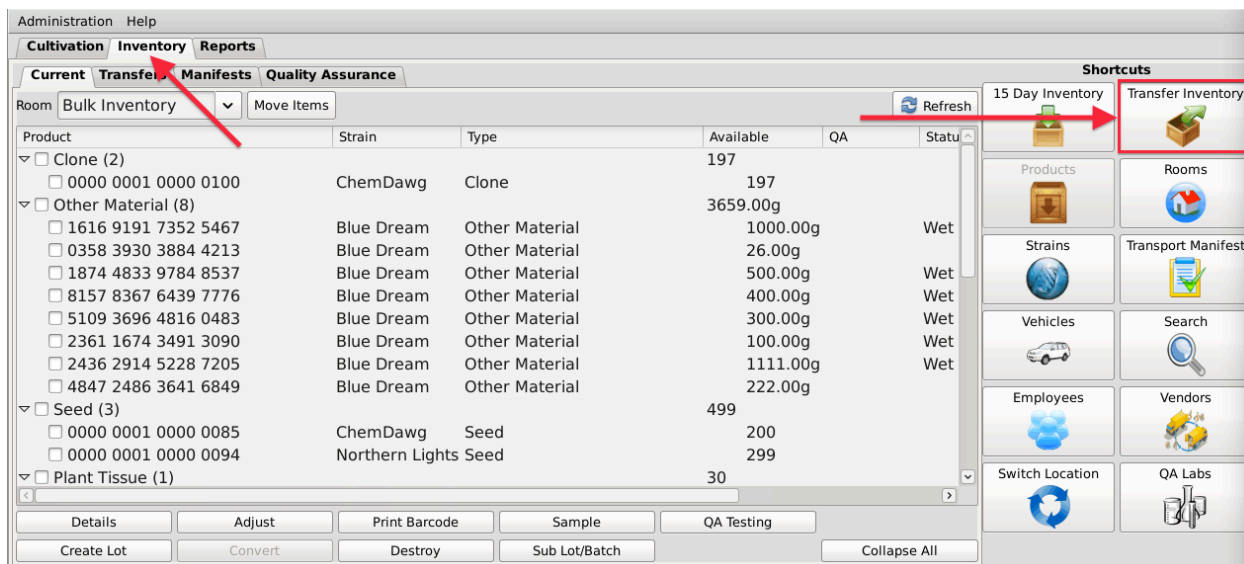 Administration Help
Cultivation Inventory Reports
Current Transfers Manifests Quality Assurance
Room Bulk Inventory Move Items Refresh
Product Strain Type Available QA Statu
Clone (2) 197
0000 0001 0000 0100 ChemDawg Clone 197
Other Material (8) 3659.00g
1616 9191 7352 5467 Blue Dream Other Material 1000.00g Wet
0358 3930 3884 4213 Blue Dream Other Material 26.00g
1874 4833 9784 8537 Blue Dream Other Material 500.00g Wet
8157 8367 6439 7776 Blue Dream Other Material 400.00g Wet
5109 3696 4816 0483 Blue Dream Other Material 300.00g Wet
2361 1674 3491 3090 Blue Dream Other Material 100.00g Wet
2436 2914 5228 7205 Blue Dream Other Material 1111.00g Wet
4847 2486 3641 6849 Blue Dream Other Material 222.00g
Seed (3) 499
0000 0001 0000 0085 ChemDawg Seed 200
0000 0001 0000 0094 Northern Lights Seed 299
Plant Tissue (1) 30
Details Adjust Print Barcode Sample QA Testing
Create Lot Convert Destroy Sub Lot/Batch Collapse All
Shortcuts
15 Day Inventory Transfer Inventory
Products Rooms
Strains Transport Manifest
Vehicles Search
Employees Vendors
Switch Location QA Labs